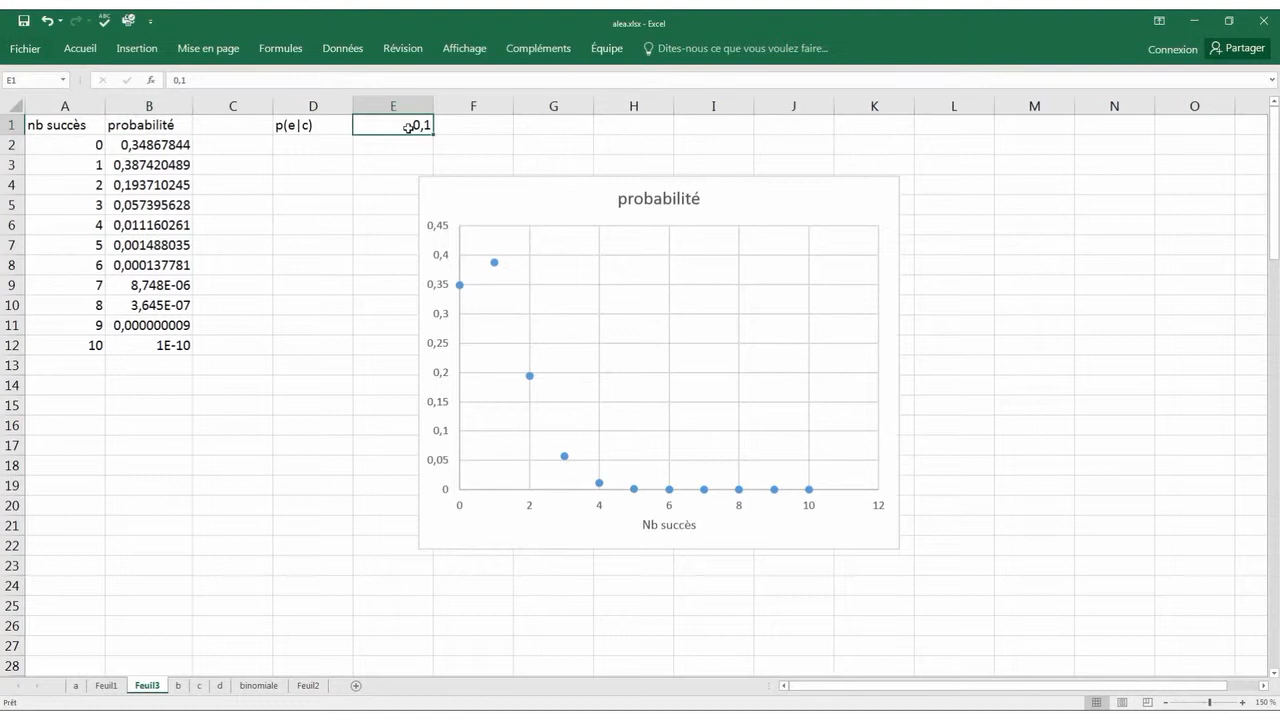 alea.xlsx - Excel
Fichier Accueil Insertion Mise en page Formules Données Révision Affichage Compléments Équipe Dites-nous ce que vous voulez faire... Connexion Partager
E1 fx 0,1
A B C D E F G H I J K L M N O
1 nb succès probabilité p(e|c) 0,1
2 0 0,34867844
3 1 0,387420489
4 2 0,193710245
5 3 0,057395628
6 4 0,011160261
7 5 0,001488035
8 6 0,000137781
9 7 8,748E-06
10 8 3,645E-07
11 9 0,000000009
12 10 1E-10
13
14
15
16
17
18
19
20
21
22
23
24
25
26
27
28
probabilité
0,45
0,4
0,35
0,3
0,25
0,2
0,15
0,1
0,05
0
0 2 4 6 8 10 12
Nb succès
a Feuil1 Feuil3 b c d binomiale Feuil2
Prêt 150 %